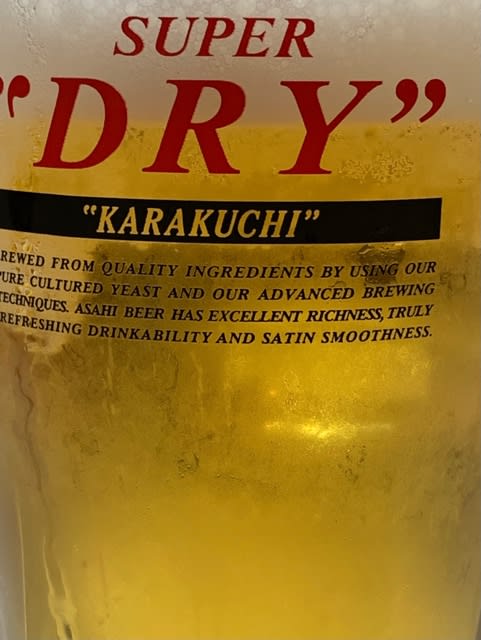 SUPER
"DRY"
"KARAKUCHI"
REWED FROM QUALITY INGREDIENTS BY USING OUR
PURE CULTURED YEAST AND OUR ADVANCED BREWING
TECHNIQUES. ASAHI BEER HAS EXCELLENT RICHNESS, TRULY
REFRESHING DRINKABILITY AND SATIN SMOOTHNESS.